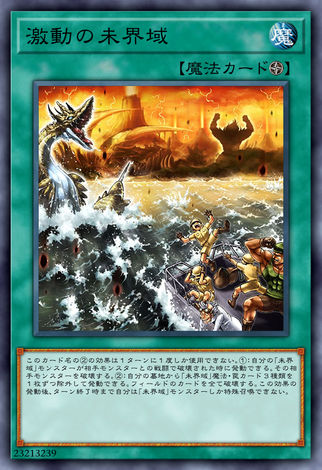 激動の未界域
魔
【魔法カード】
このカード名の②の効果は1ターンに1度しか使用できない。①:自分の「未界
域」モンスターが相手モンスターとの戦闘で破壊された時に発動できる。その相
手モンスターを破壊する。②:自分の墓地から「未界域」魔法・罠カード3種類を
1枚ずつ除外して発動できる。フィールドのカードを全て破壊する。この効果の
発動後、ターン終了時まで自分は「未界域」モンスターしか特殊召喚できない。
23213239